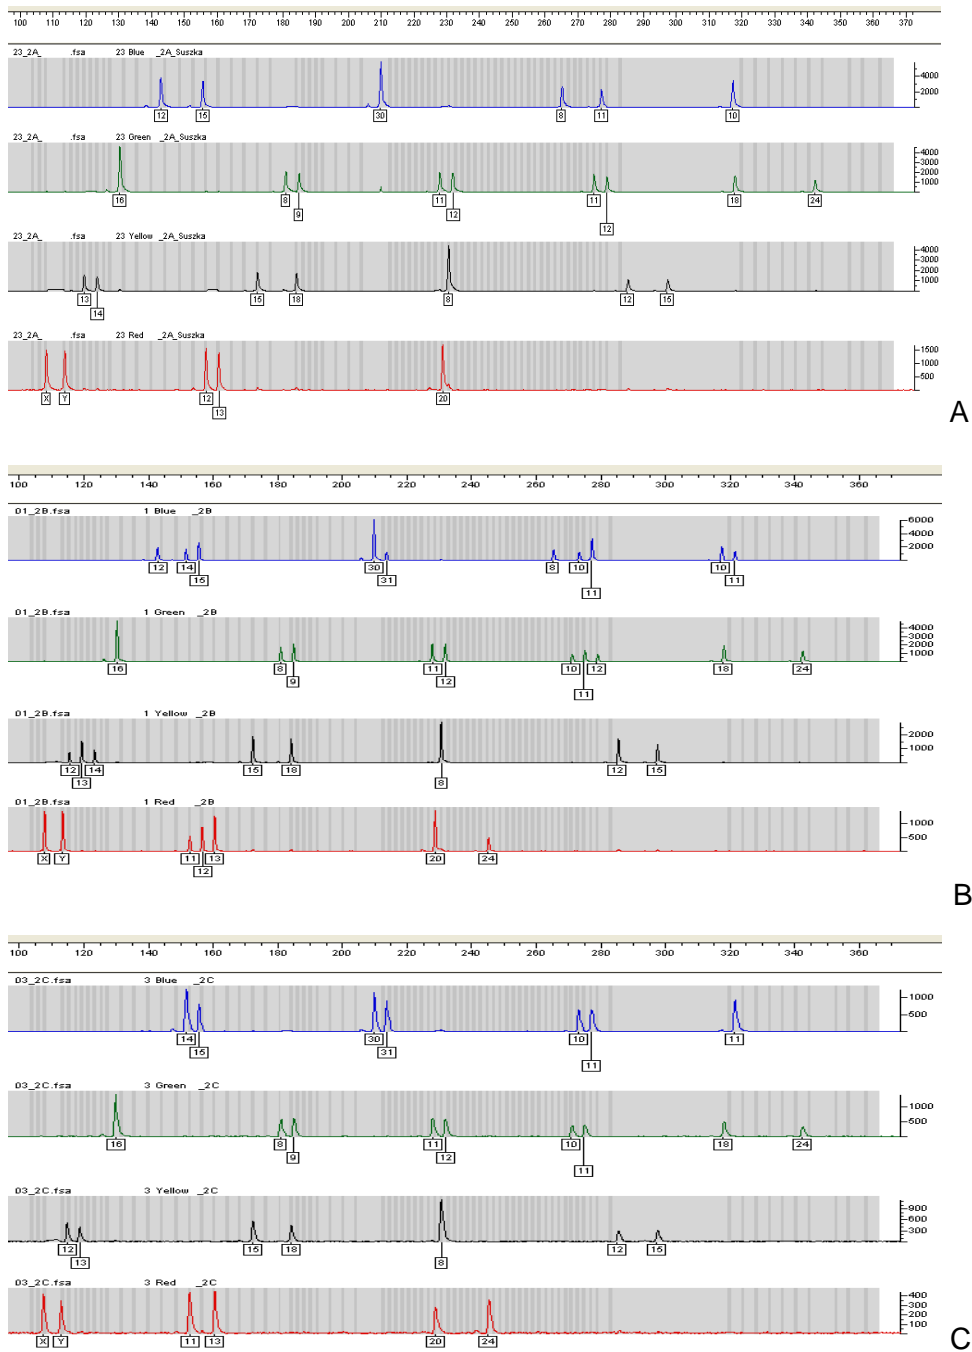 100 110 120 130 140 150 160 170 180 190 200 210 220 230 240 250 260 270 280 290 300 310 320 330 340 350 360 370
23_2A_ .fsa 23 Blue _2A_Suszka
4000
2000
12 15 30 8 11 10
23_2A_ .fsa 23 Green _2A_Suszka
4000
3000
2000
1000
16 8 11 11 18 24
9 12 12
23_2A_ .fsa 23 Yellow _2A_Suszka
4000
3000
2000
1000
13 15 18 8 12 15
14
23_2A_ .fsa 23 Red _2A_Suszka
1500
1000
500
X Y 12 20
13
A
100 120 140 160 180 200 220 240 260 280 300 320 340 360
01_2B.fsa 1 Blue _2B
6000
4000
2000
12 14 30 8 10 10
15 31 11 11
01_2B.fsa 1 Green _2B
4000
3000
2000
1000
16 8 11 10 12 18 24
9 12 11
01_2B.fsa 1 Yellow _2B
2000
1000
12 14 15 18 12 15
13 8
01_2B.fsa 1 Red _2B
1000
500
X Y 11 13 20 24
12
B
100 120 140 160 180 200 220 240 260 280 300 320 340 360
03_2C.fsa 3 Blue _2C
1000
500
14 30 10 11
15 31 11
03_2C.fsa 3 Green _2C
1000
500
16 8 11 10 18 24
9 12 11
03_2C.fsa 3 Yellow _2C
900
600
300
12 15 18 12 15
13 8
03_2C.fsa 3 Red _2C
400
300
200
100
X Y 11 13 20 24
C